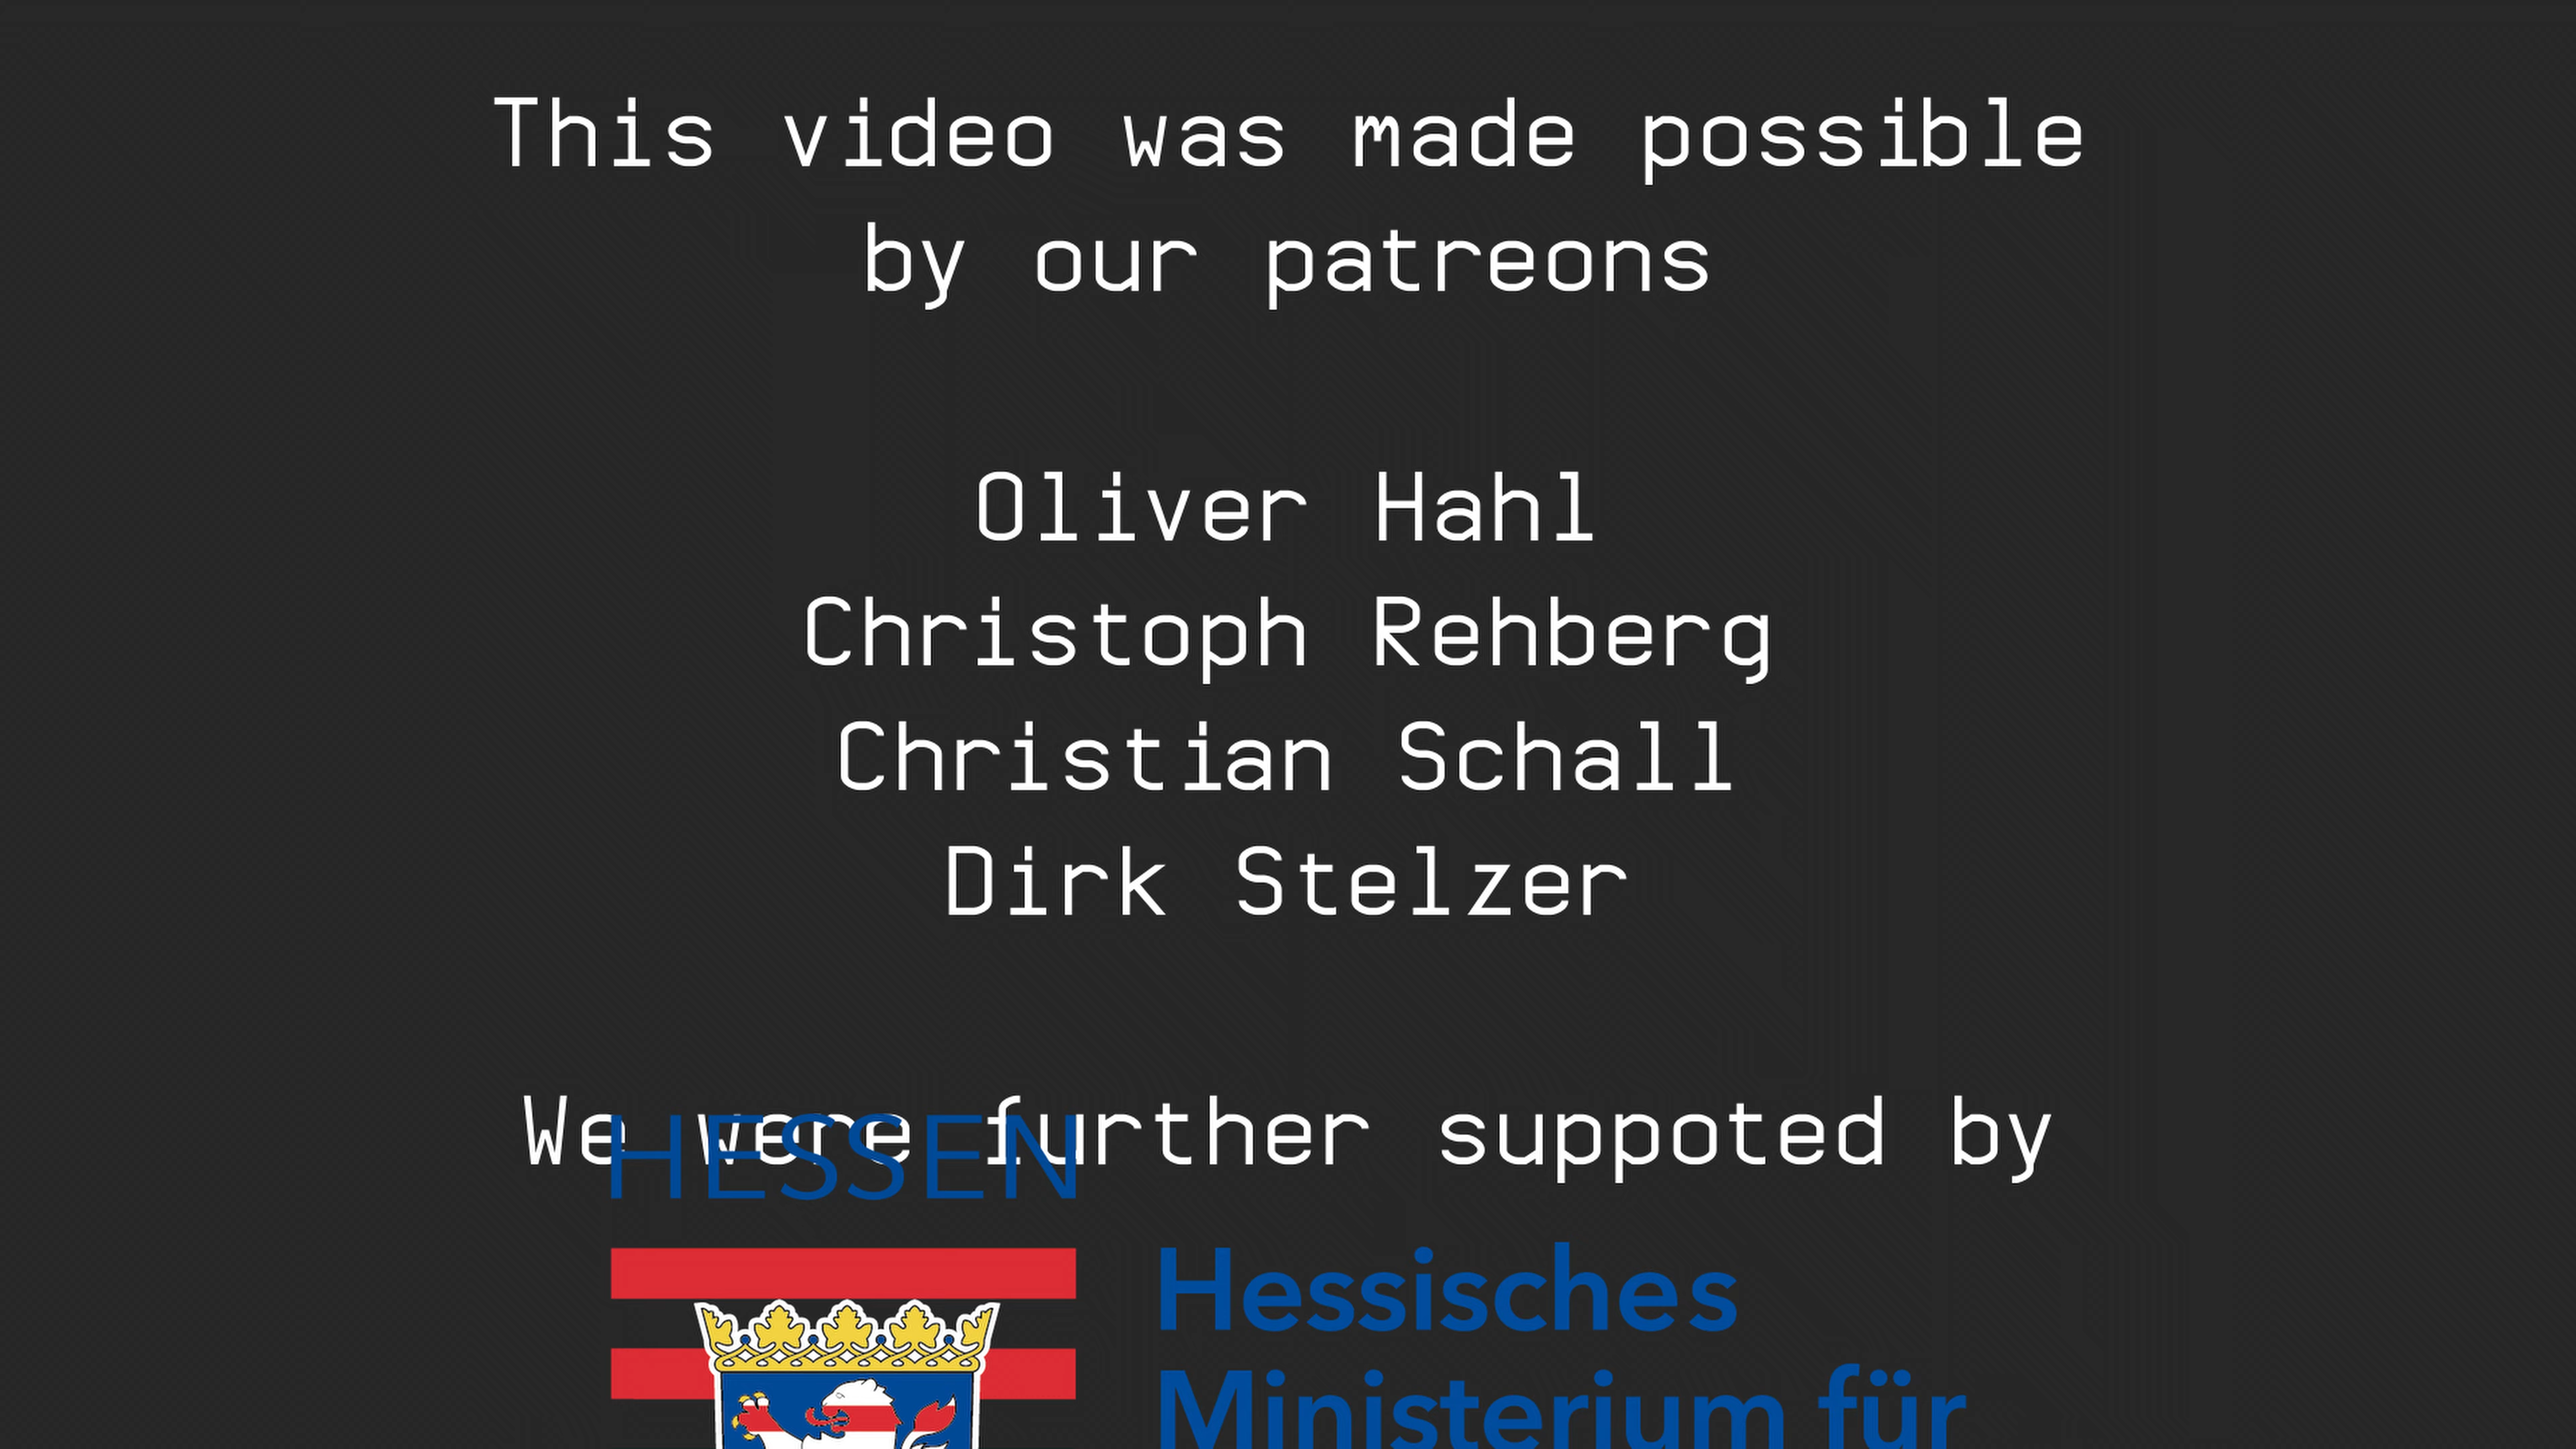 This video was made possible
by our patreons
Oliver Hahl
Christoph Rehberg
Christian Schall
Dirk Stelzer
We were further suppoted by
HESSEN
Hessisches
Ministerium für